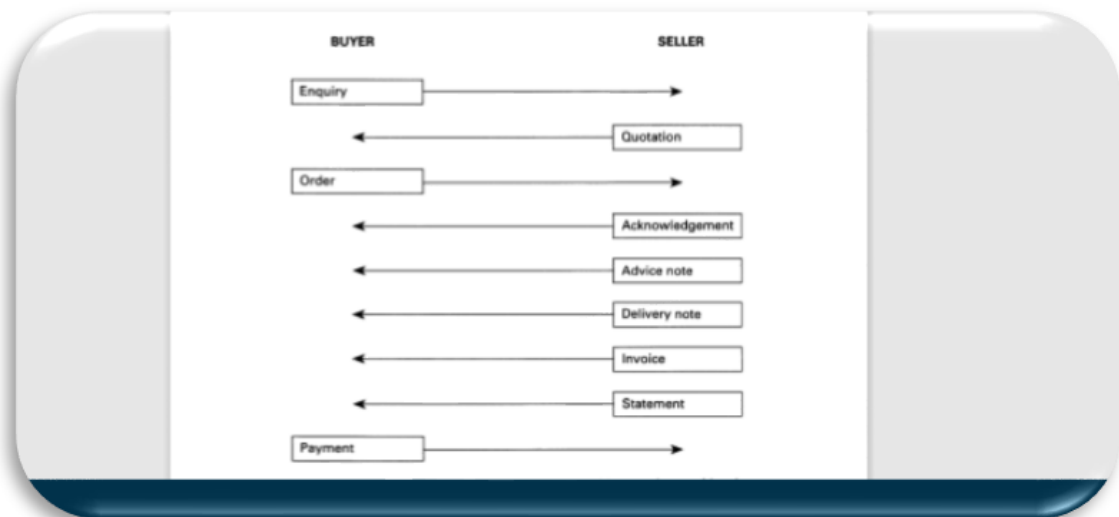 BUYER SELLER
Enquiry
Quotation
Order
Acknowledgement
Advice note
Delivery note
Invoice
Statement
Payment